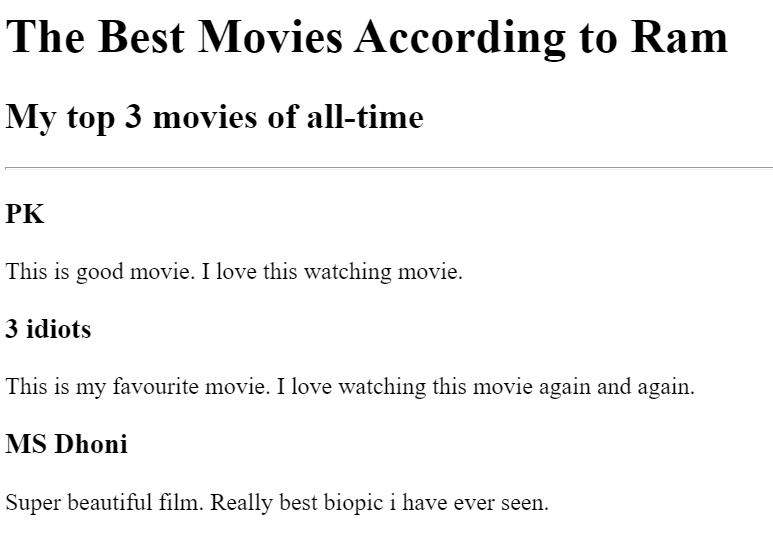 The Best Movies According to Ram
My top 3 movies of all-time
PK
This is good movie. I love this watching movie.
3 idiots
This is my favourite movie. I love watching this movie again and again.
MS Dhoni
Super beautiful film. Really best biopic i have ever seen.